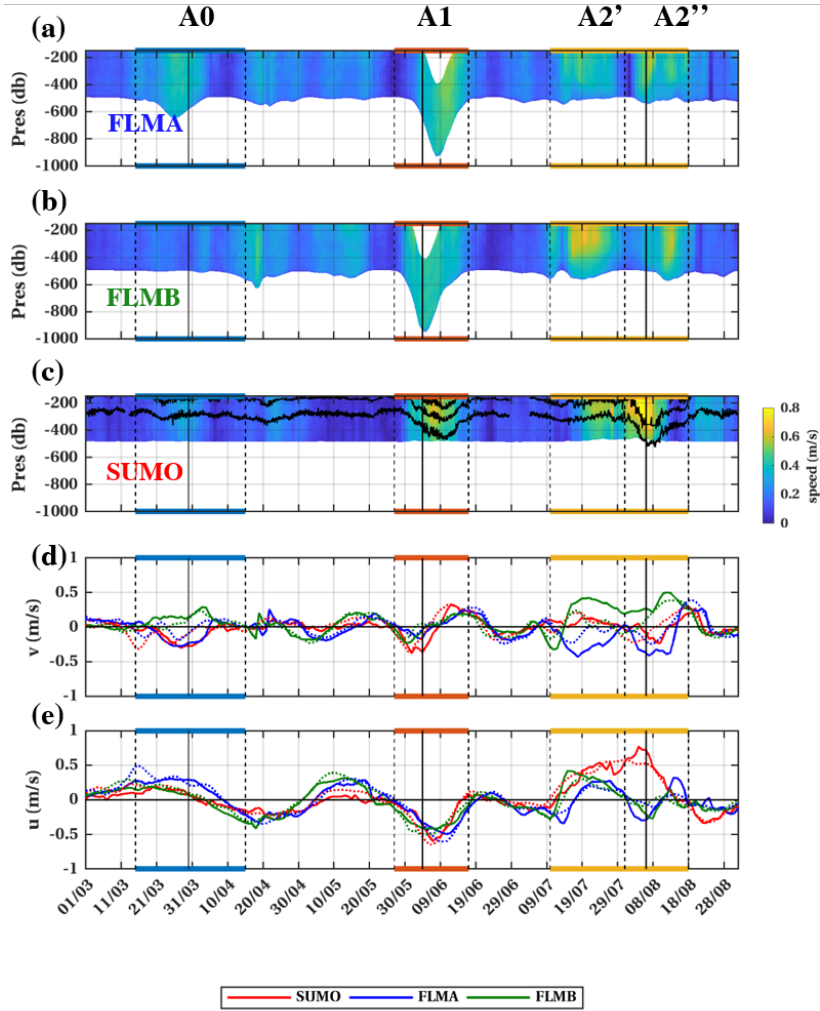 A0 A1 A2’ A2’’
(a)
-200
-400
-600
-800
-1000
Pres (db)
FLMA
(b)
-200
-400
-600
-800
-1000
Pres (db)
FLMB
(c)
-200
-400
-600
-800
-1000
Pres (db)
SUMO
0.8
0.6
0.4
0.2
0
speed (m/s)
(d)
1
0.5
0
-0.5
-1
v (m/s)
(e)
1
0.5
0
-0.5
-1
u (m/s)
01/03 11/03 21/03 31/03 10/04 20/04 30/04 10/05 20/05 30/05 09/06 19/06 29/06 09/07 19/07 29/07 08/08 18/08 28/08
SUMO FLMA FLMB